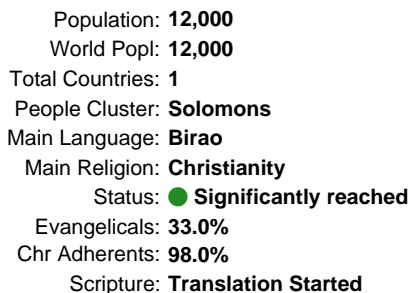 Population: 12,000
World Popl: 12,000
Total Countries: 1
People Cluster: Solomons
Main Language: Birao
Main Religion: Christianity
Status: Significantly reached
Evangelicals: 33.0%
Chr Adherents: 98.0%
Scripture: Translation Started